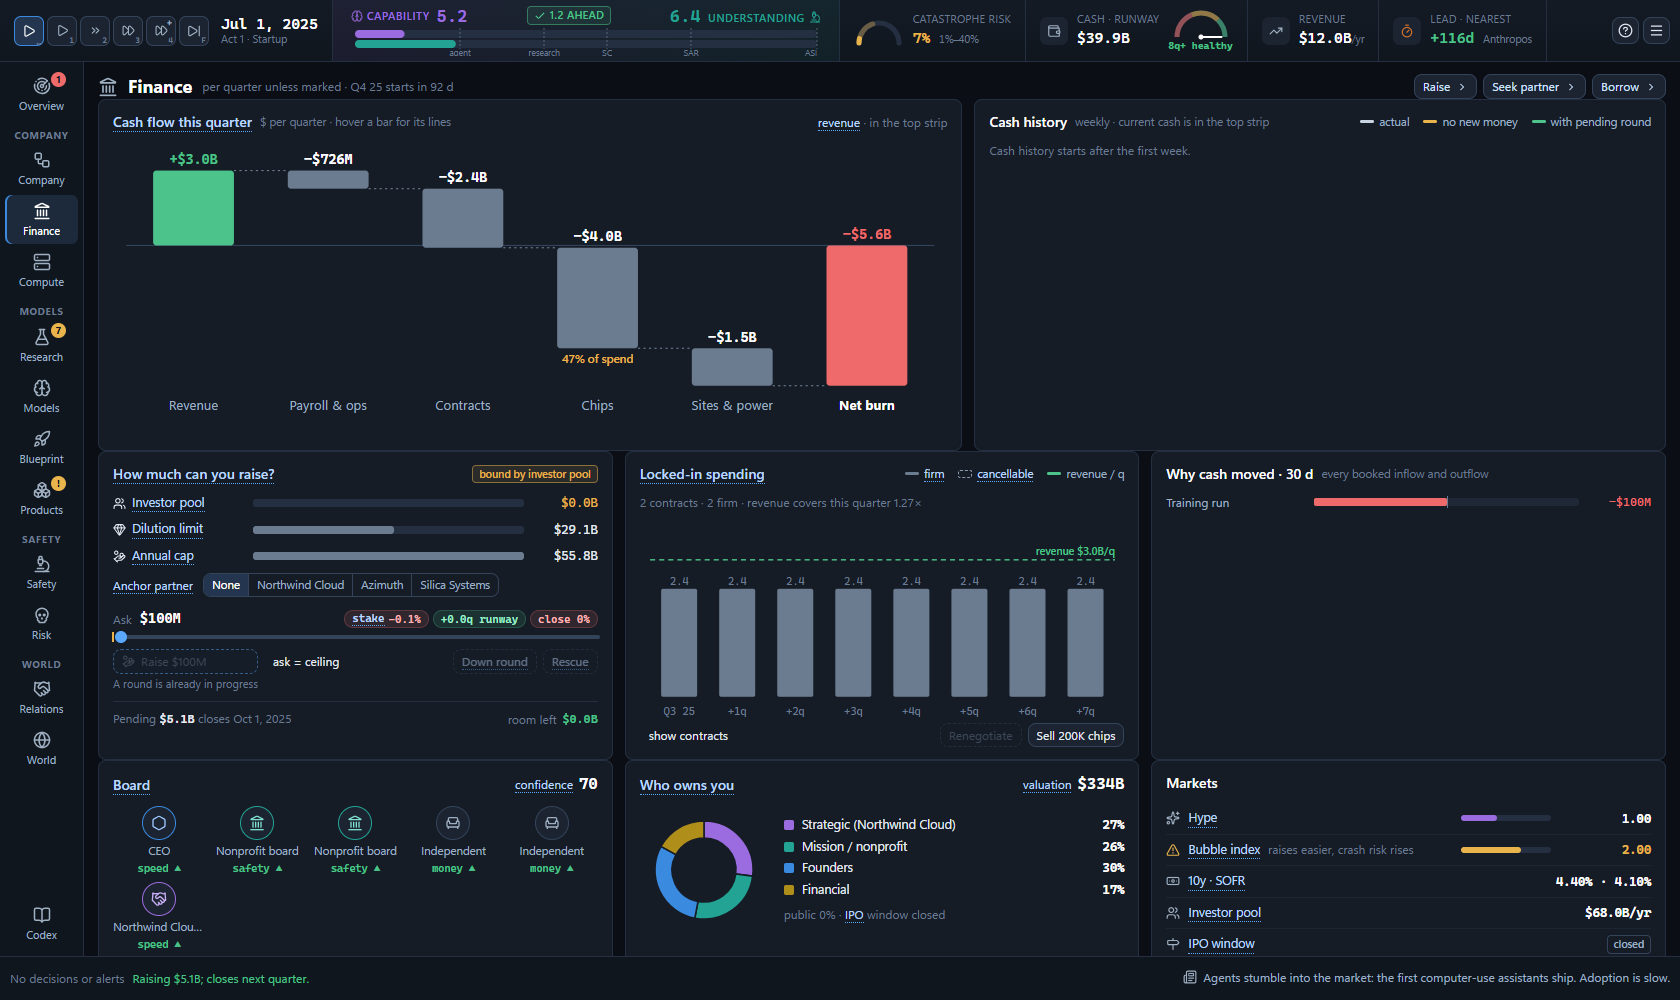 Jul 1, 2025
Act 1 · Startup
CAPABILITY 5.2
1.2 AHEAD
6.4 UNDERSTANDING
agent
research
SC
SAR
ASI
CATASTROPHE RISK
7% 1%–40%
CASH · RUNWAY
$39.9B
8q+ healthy
REVENUE
$12.0B/yr
LEAD · NEAREST
+116d Anthropos
1
2
3
4
F
Overview
1
COMPANY
Company
Finance
Compute
MODELS
Research
7
Models
Blueprint
Products
!
SAFETY
Safety
Risk
WORLD
Relations
World
Codex
Finance per quarter unless marked · Q4 25 starts in 92 d
Raise
Seek partner
Borrow
Cash flow this quarter $ per quarter · hover a bar for its lines
revenue · in the top strip
+$3.0B
−$726M
−$2.4B
−$4.0B
47% of spend
−$1.5B
−$5.6B
Revenue
Payroll & ops
Contracts
Chips
Sites & power
Net burn
Cash history weekly · current cash is in the top strip
actual
no new money
with pending round
Cash history starts after the first week.
How much can you raise?
bound by investor pool
Investor pool $0.0B
Dilution limit $29.1B
Annual cap $55.8B
Anchor partner None Northwind Cloud Azimuth Silica Systems
Ask $100M
stake −0.1%
+0.0q runway
close 0%
Raise $100M
ask = ceiling
Down round
Rescue
A round is already in progress
Pending $5.1B closes Oct 1, 2025
room left $0.0B
Locked-in spending
firm
cancellable
revenue / q
2 contracts · 2 firm · revenue covers this quarter 1.27×
revenue $3.0B/q
2.4 2.4 2.4 2.4 2.4 2.4 2.4 2.4
Q3 25 +1q +2q +3q +4q +5q +6q +7q
show contracts
Renegotiate
Sell 200K chips
Why cash moved · 30 d every booked inflow and outflow
Training run −$100M
Board
confidence 70
CEO
speed ▲
Nonprofit board
safety ▲
Nonprofit board
safety ▲
Independent
money ▲
Independent
money ▲
Northwind Clou...
speed ▲
Who owns you
valuation $334B
Strategic (Northwind Cloud) 27%
Mission / nonprofit 26%
Founders 30%
Financial 17%
public 0% · IPO window closed
Markets
Hype 1.00
Bubble index raises easier, crash risk rises 2.00
10y · SOFR 4.40% · 4.10%
Investor pool $68.0B/yr
IPO window closed
No decisions or alerts Raising $5.1B; closes next quarter.
Agents stumble into the market: the first computer-use assistants ship. Adoption is slow.